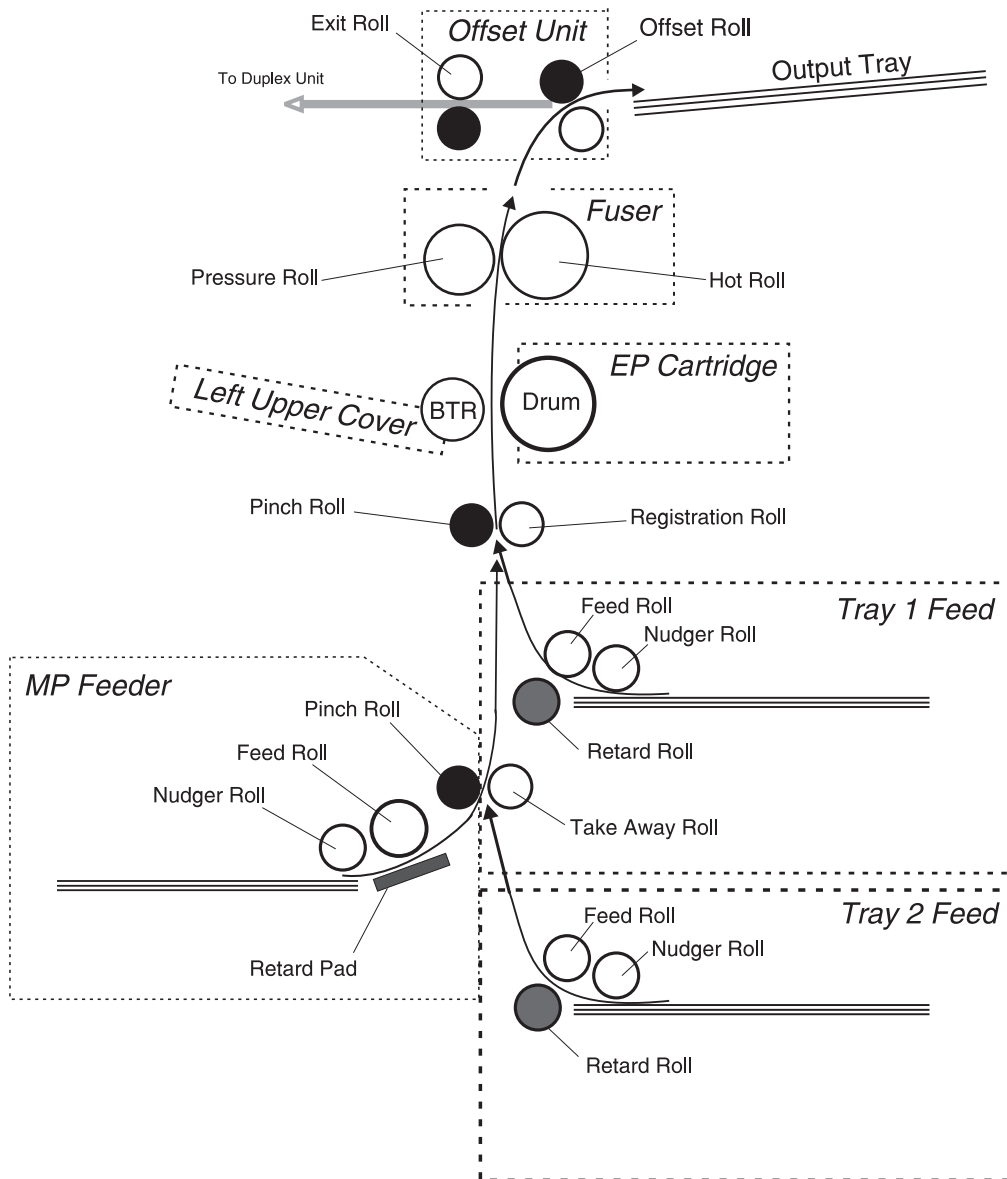 Exit Roll
Offset Unit
Offset Roll
To Duplex Unit
Output Tray
Fuser
Pressure Roll
Hot Roll
EP Cartridge
Left Upper Cover
BTR
Drum
Pinch Roll
Registration Roll
Tray 1 Feed
Feed Roll
Nudger Roll
MP Feeder
Pinch Roll
Retard Roll
Feed Roll
Nudger Roll
Take Away Roll
Tray 2 Feed
Feed Roll
Nudger Roll
Retard Pad
Retard Roll